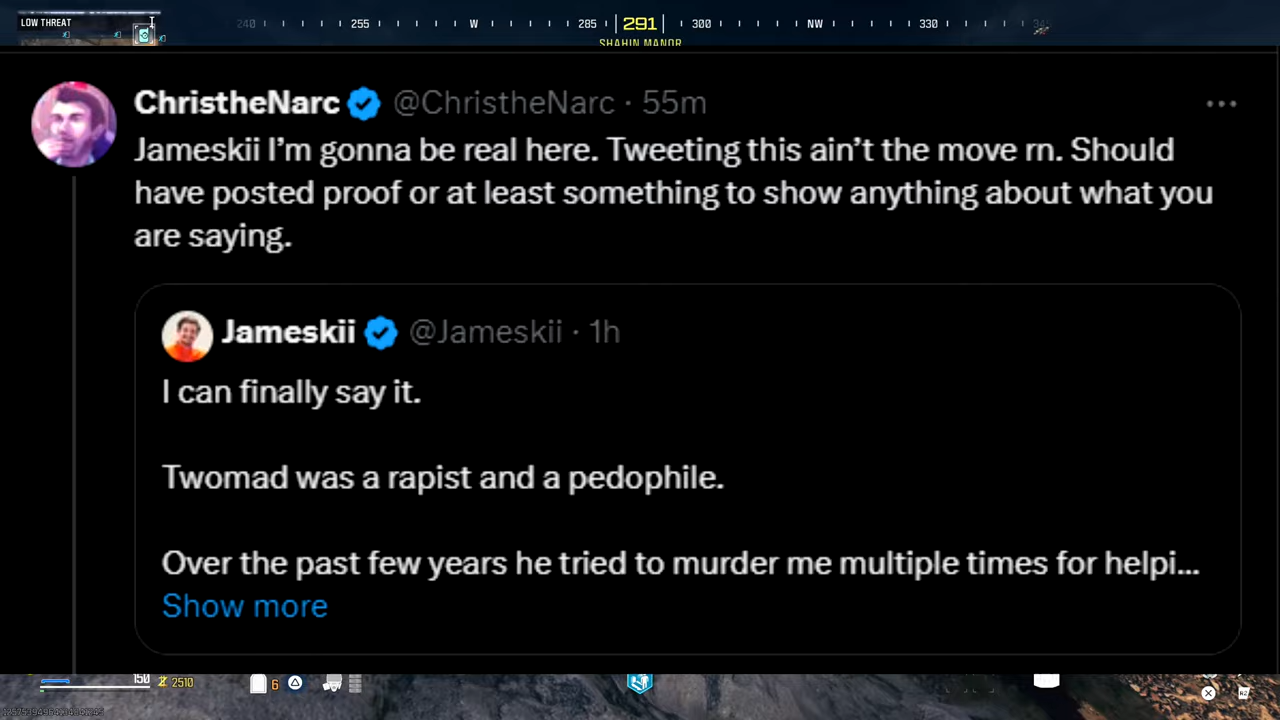 LOW THREAT
240 255 W 285 291 300 NW 330
SHAHIN MANOR
ChristheNarc @ChristheNarc · 55m
Jameskii I'm gonna be real here. Tweeting this ain't the move rn. Should
have posted proof or at least something to show anything about what you
are saying.
Jameskii @Jameskii · 1h
I can finally say it.
Twomad was a rapist and a pedophile.
Over the past few years he tried to murder me multiple times for helpi...
Show more
150 2510 6 R2